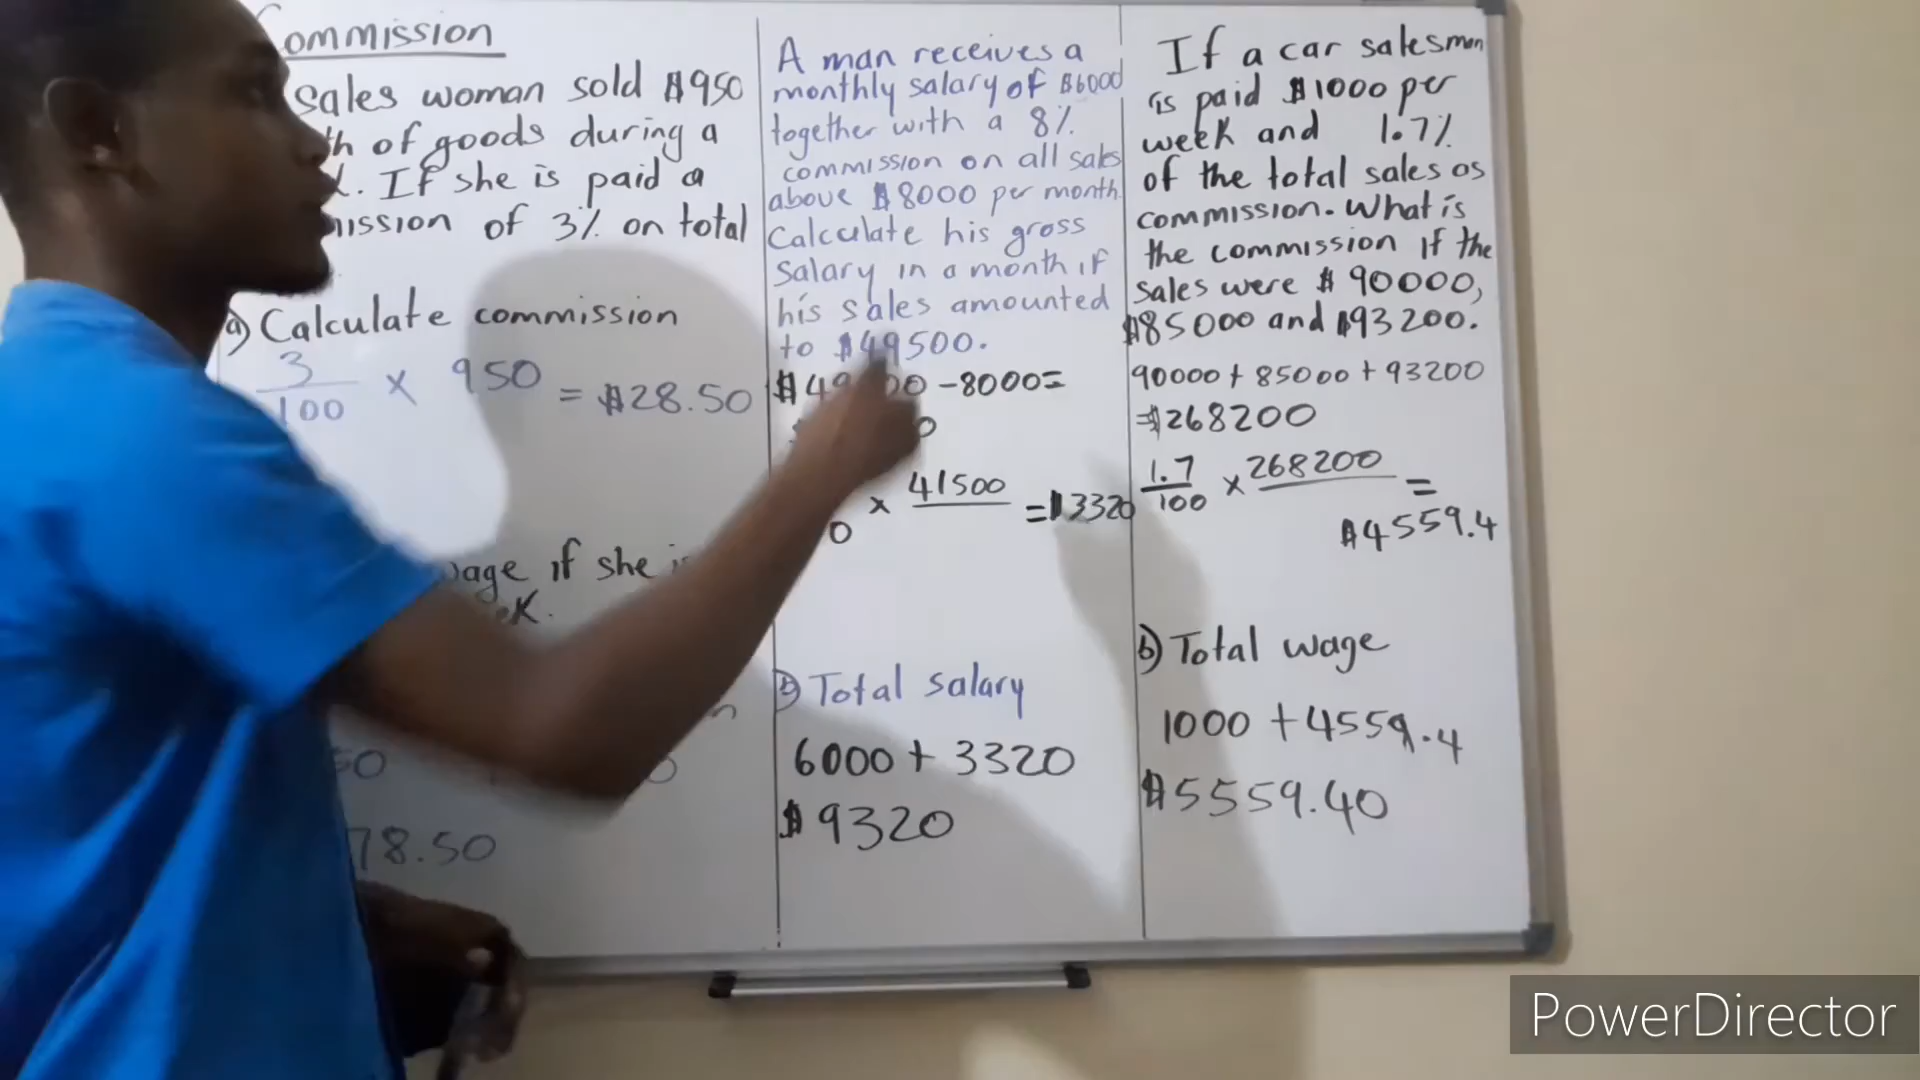 ommission
sales woman sold $950
th of goods during a
. If she is paid a
mission of 3% on total
a) Calculate commission
3/100 × 950 = $28.50
wage if she i
ek.
50
78.50
A man receives a
monthly salary of $6000
together with a 8%
commission on all sales
above $8000 per month
Calculate his gross
salary in a month if
his sales amounted
to $49500.
$49 00 - 8000=
0
0 × 41500 = $3320
b) Total salary
6000 + 3320
$9320
If a car salesman
is paid $1000 per
week and 1.7%
of the total sales as
commission. What is
the commission if the
sales were $90000,
$85000 and $93200.
90000 + 85000 + 93200
=$268200
1.7/100 × 268200 =
$4559.4
b) Total wage
1000 + 4559.4
$5559.40
PowerDirector